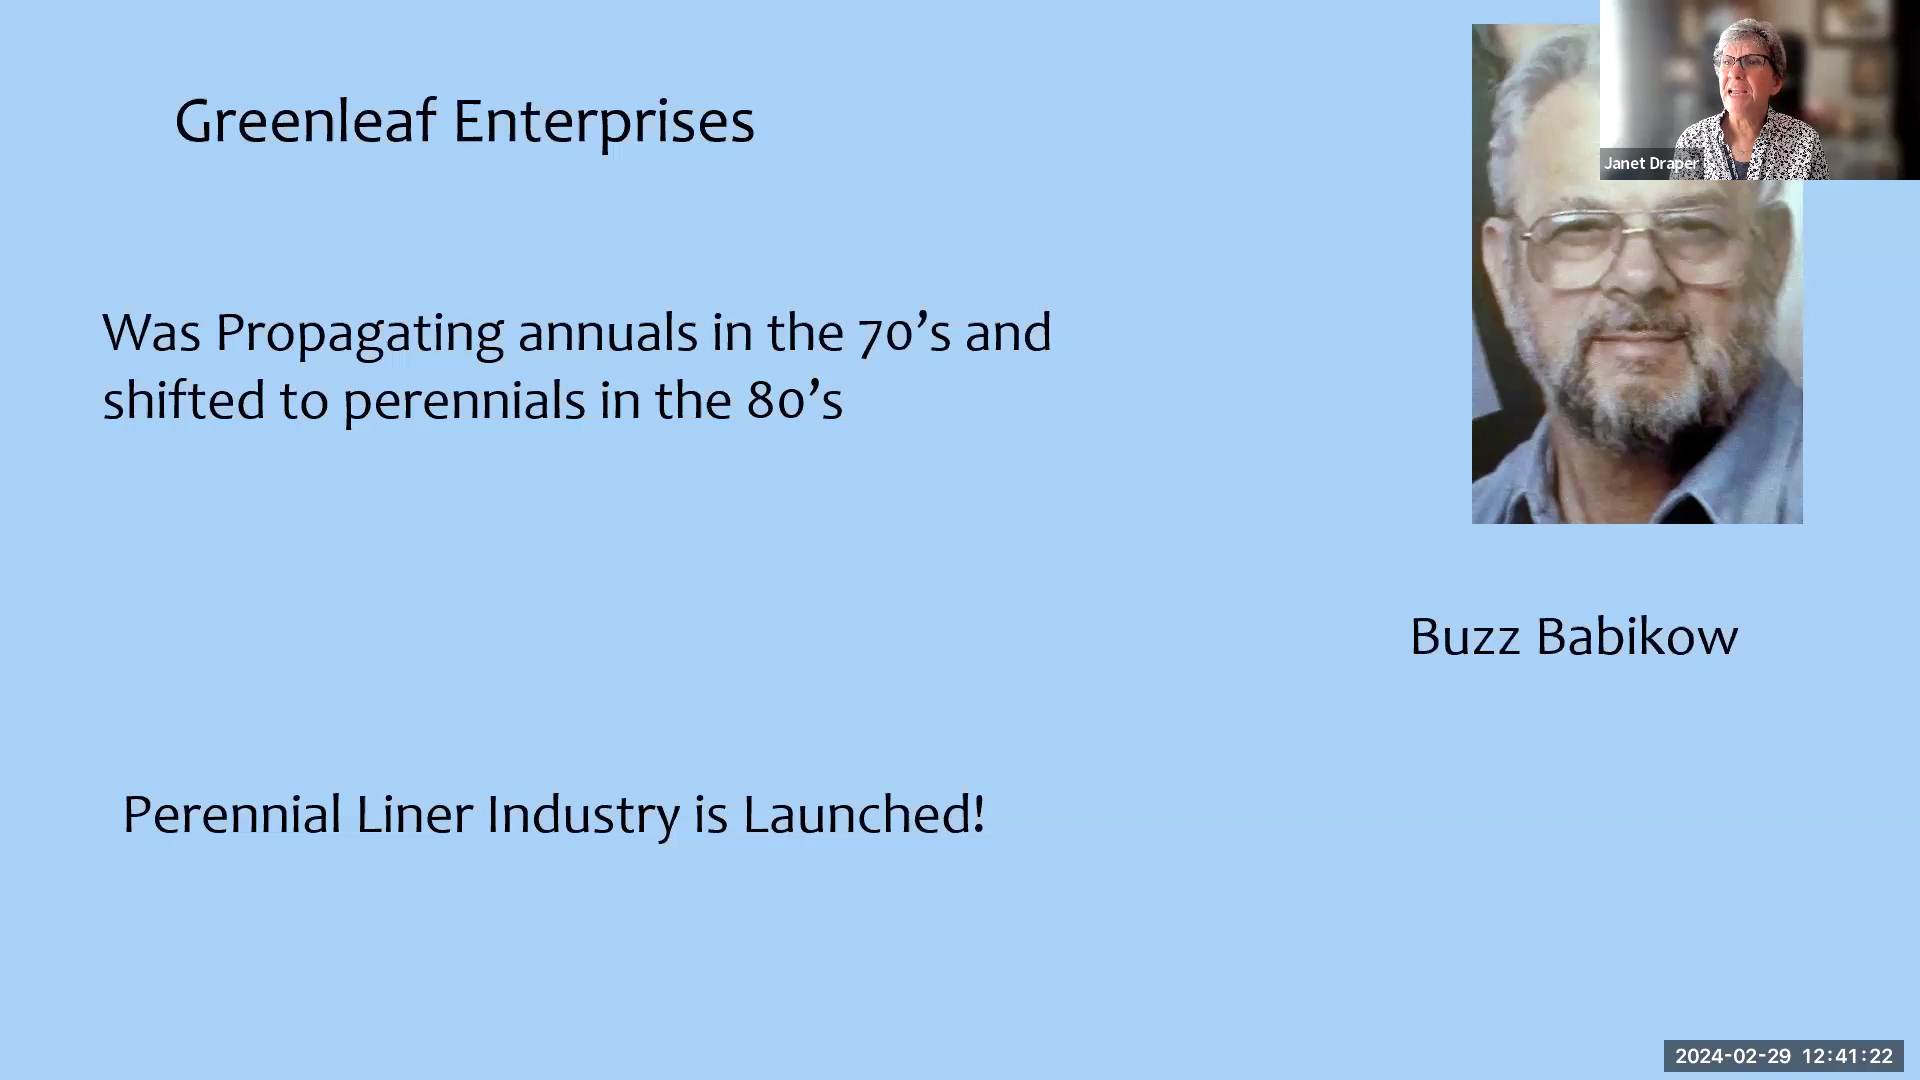 Greenleaf Enterprises
Janet Draper
Was Propagating annuals in the 70’s and
shifted to perennials in the 80’s
Buzz Babikow
Perennial Liner Industry is Launched!
2024-02-29 12:41:22